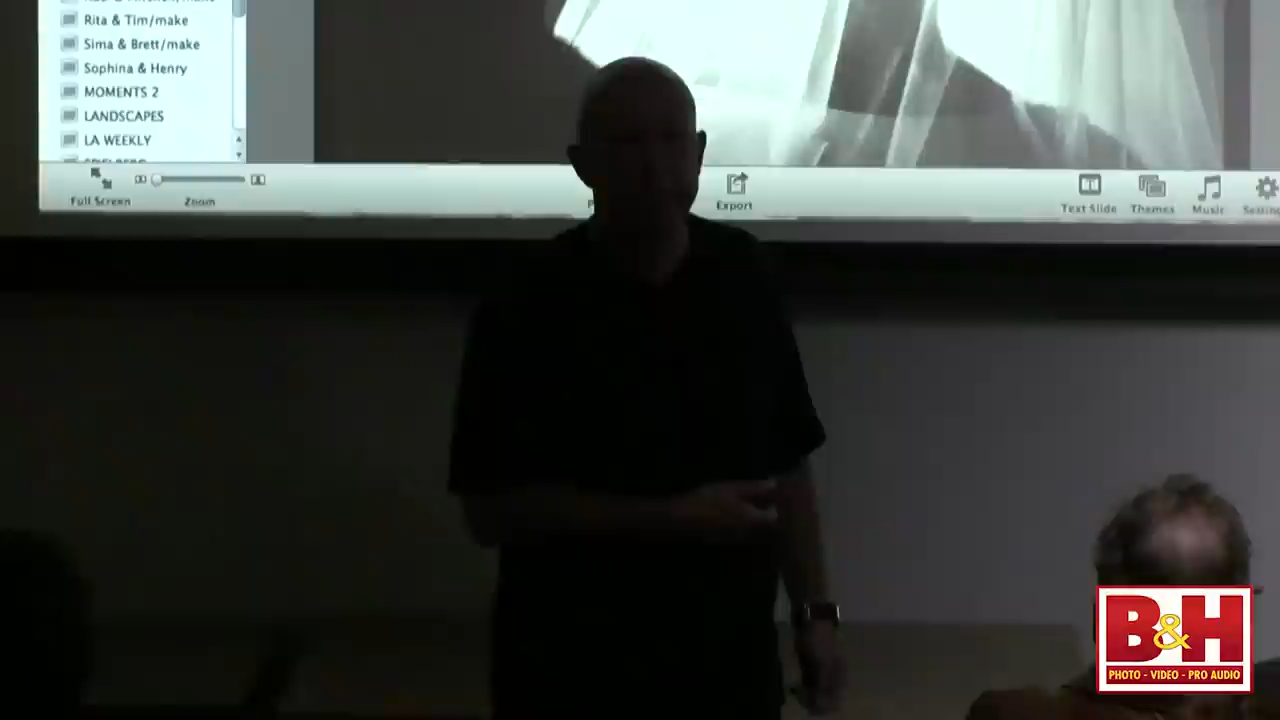 Rita & Tim/make
Sima & Brett/make
Sophina & Henry
MOMENTS 2
LANDSCAPES
LA WEEKLY
Full Screen
Zoom
Export
Text Slide
Themes
Music
B&H
PHOTO - VIDEO - PRO AUDIO